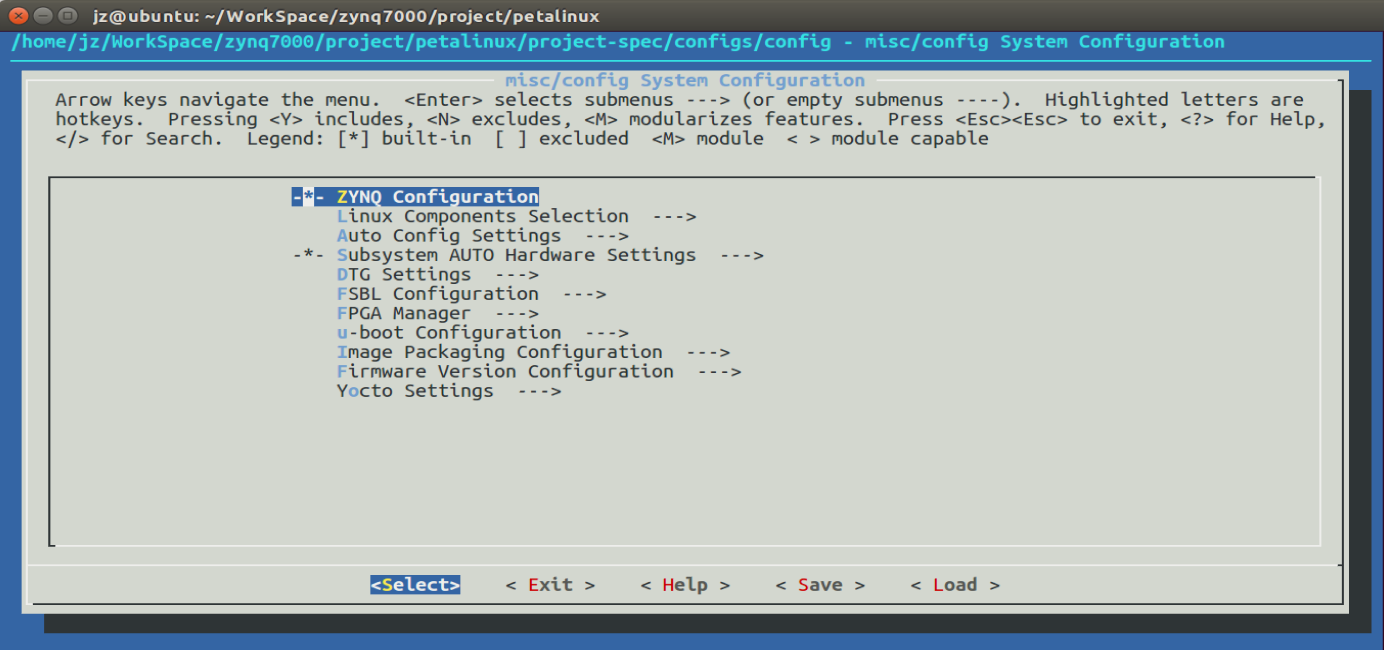 jz@ubuntu: ~/WorkSpace/zynq7000/project/petalinux
/home/jz/WorkSpace/zynq7000/project/petalinux/project-spec/configs/config - misc/config System Configuration
misc/config System Configuration
Arrow keys navigate the menu.  <Enter> selects submenus ---> (or empty submenus ----).  Highlighted letters are
hotkeys.  Pressing <Y> includes, <N> excludes, <M> modularizes features.  Press <Esc><Esc> to exit, <?> for Help,
</> for Search.  Legend: [*] built-in  [ ] excluded  <M> module  < > module capable
-*- ZYNQ Configuration
Linux Components Selection  --->
Auto Config Settings  --->
-*- Subsystem AUTO Hardware Settings  --->
DTG Settings  --->
FSBL Configuration  --->
FPGA Manager  --->
u-boot Configuration  --->
Image Packaging Configuration  --->
Firmware Version Configuration  --->
Yocto Settings  --->
<Select>    < Exit >    < Help >    < Save >    < Load >